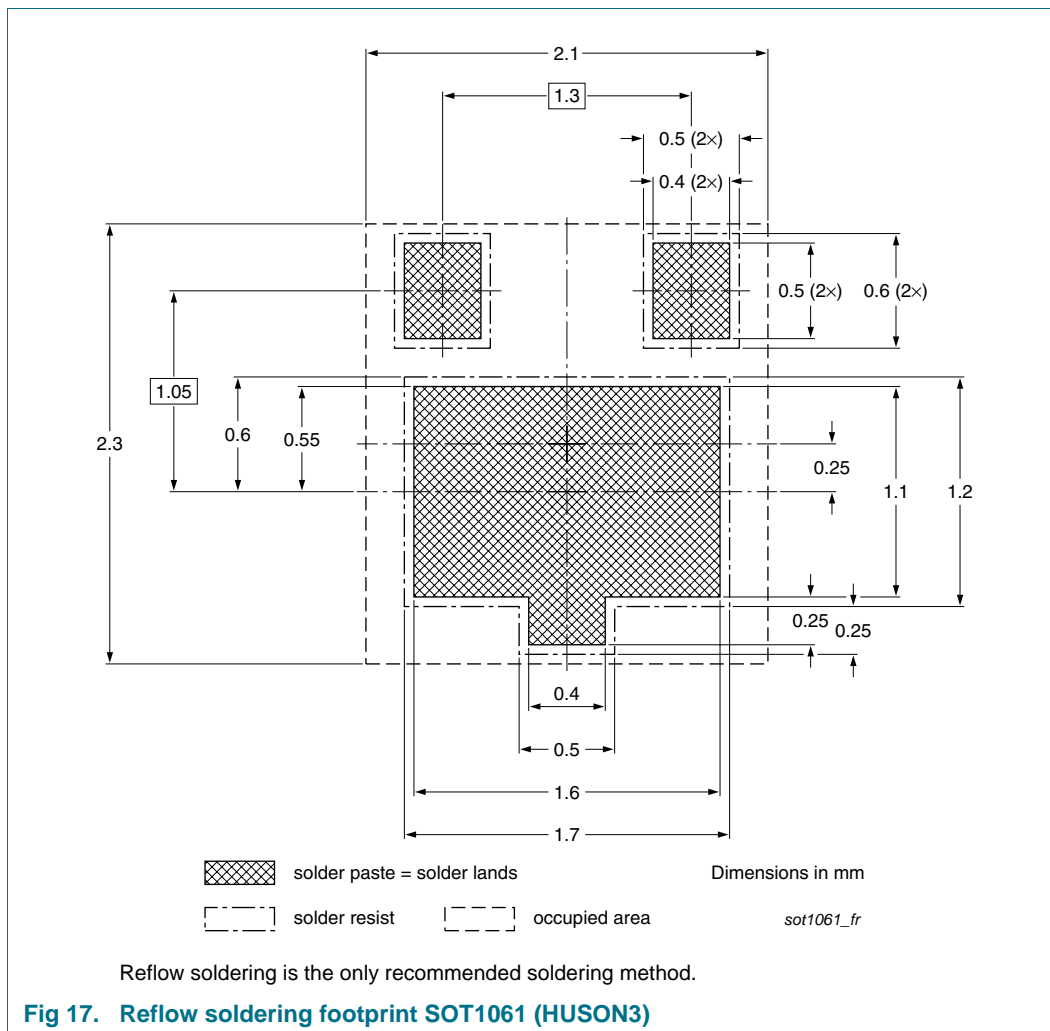 2.1
1.3
0.5 (2×)
0.4 (2×)
0.5 (2×) 0.6 (2×)
1.05
2.3 0.6 0.55
0.25
1.1 1.2
0.25 0.25
0.4
0.5
1.6
1.7
solder paste = solder lands Dimensions in mm
solder resist occupied area sot1061_fr
Reflow soldering is the only recommended soldering method.
Fig 17. Reflow soldering footprint SOT1061 (HUSON3)